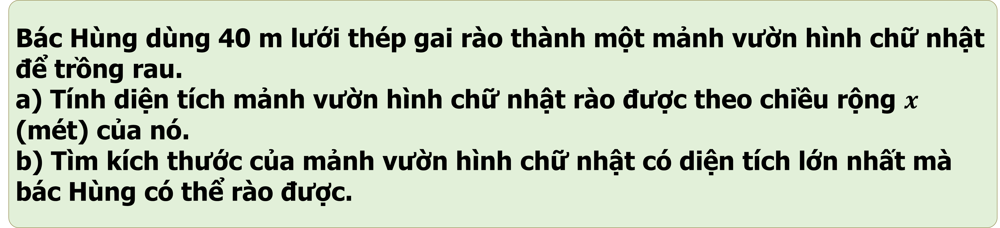 Bác Hùng dùng 40 m lưới thép gai rào thành một mảnh vườn hình chữ nhật
để trồng rau.
a) Tính diện tích mảnh vườn hình chữ nhật rào được theo chiều rộng x
(mét) của nó.
b) Tìm kích thước của mảnh vườn hình chữ nhật có diện tích lớn nhất mà
bác Hùng có thể rào được.